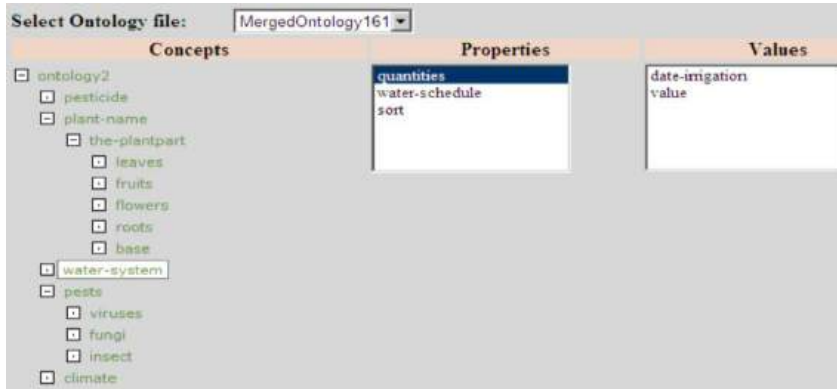 Select Ontology file: MergedOntology161
Concepts Properties Values
ontology2
pesticide
plant-name
the-plantpart
leaves
fruits
flowers
roots
base
water-system
pests
viruses
fungi
insect
climate
quantities
water-schedule
sort
date-irrigation
value